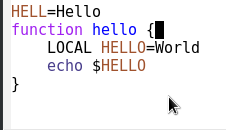 HELL=Hello
function hello {
    LOCAL HELLO=World
    echo $HELLO
}